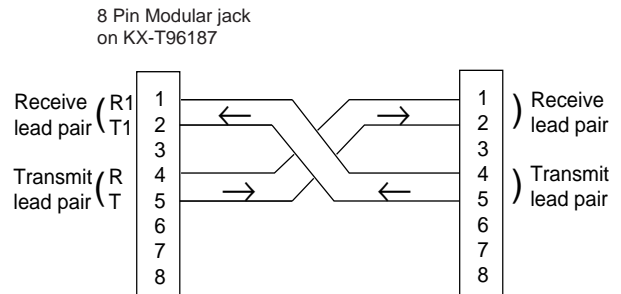 8 Pin Modular jack
on KX-T96187
Receive
lead pair
( R1
T1
Transmit
lead pair
( R
T
1
2
3
4
5
6
7
8
1
2
3
4
5
6
7
8
) Receive
lead pair
) Transmit
lead pair